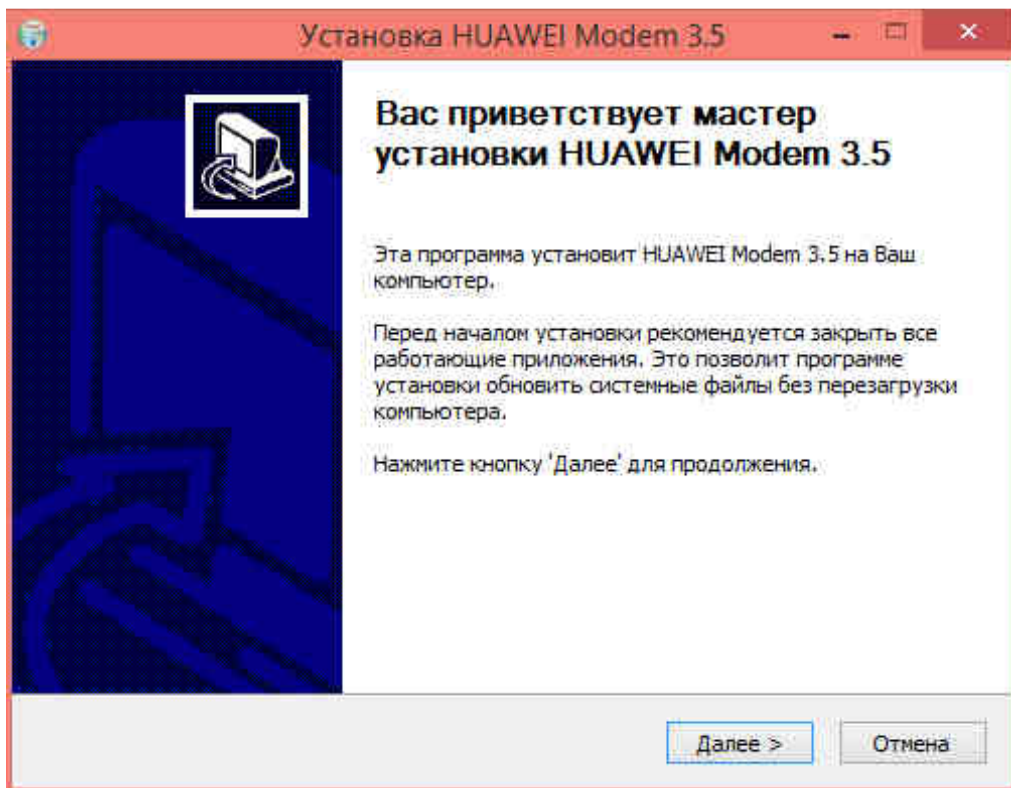 Установка HUAWEI Modem 3.5
Вас приветствует мастер
установки HUAWEI Modem 3.5
Эта программа установит HUAWEI Modem 3.5 на Ваш
компьютер.
Перед началом установки рекомендуется закрыть все
работающие приложения. Это позволит программе
установки обновить системные файлы без перезагрузки
компьютера.
Нажмите кнопку 'Далее' для продолжения.
Далее >
Отмена